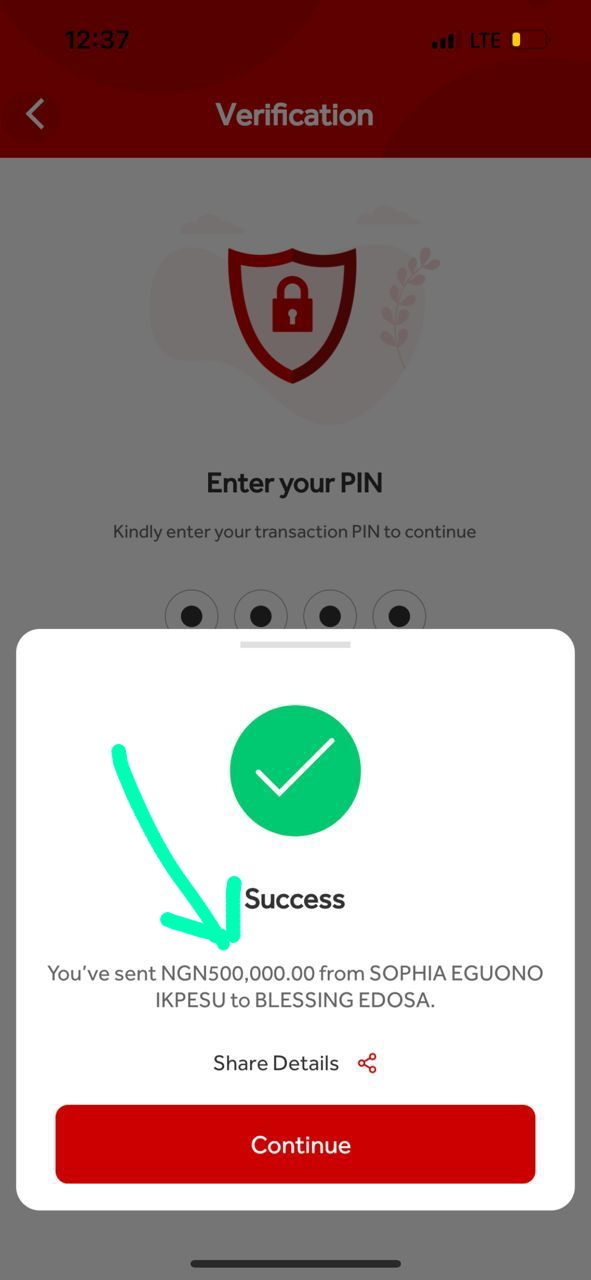 12:37
LTE
Verification
Enter your PIN
Kindly enter your transaction PIN to continue
Success
You've sent NGN500,000.00 from SOPHIA EGUONO
IKPESU to BLESSING EDOSA.
Share Details
Continue